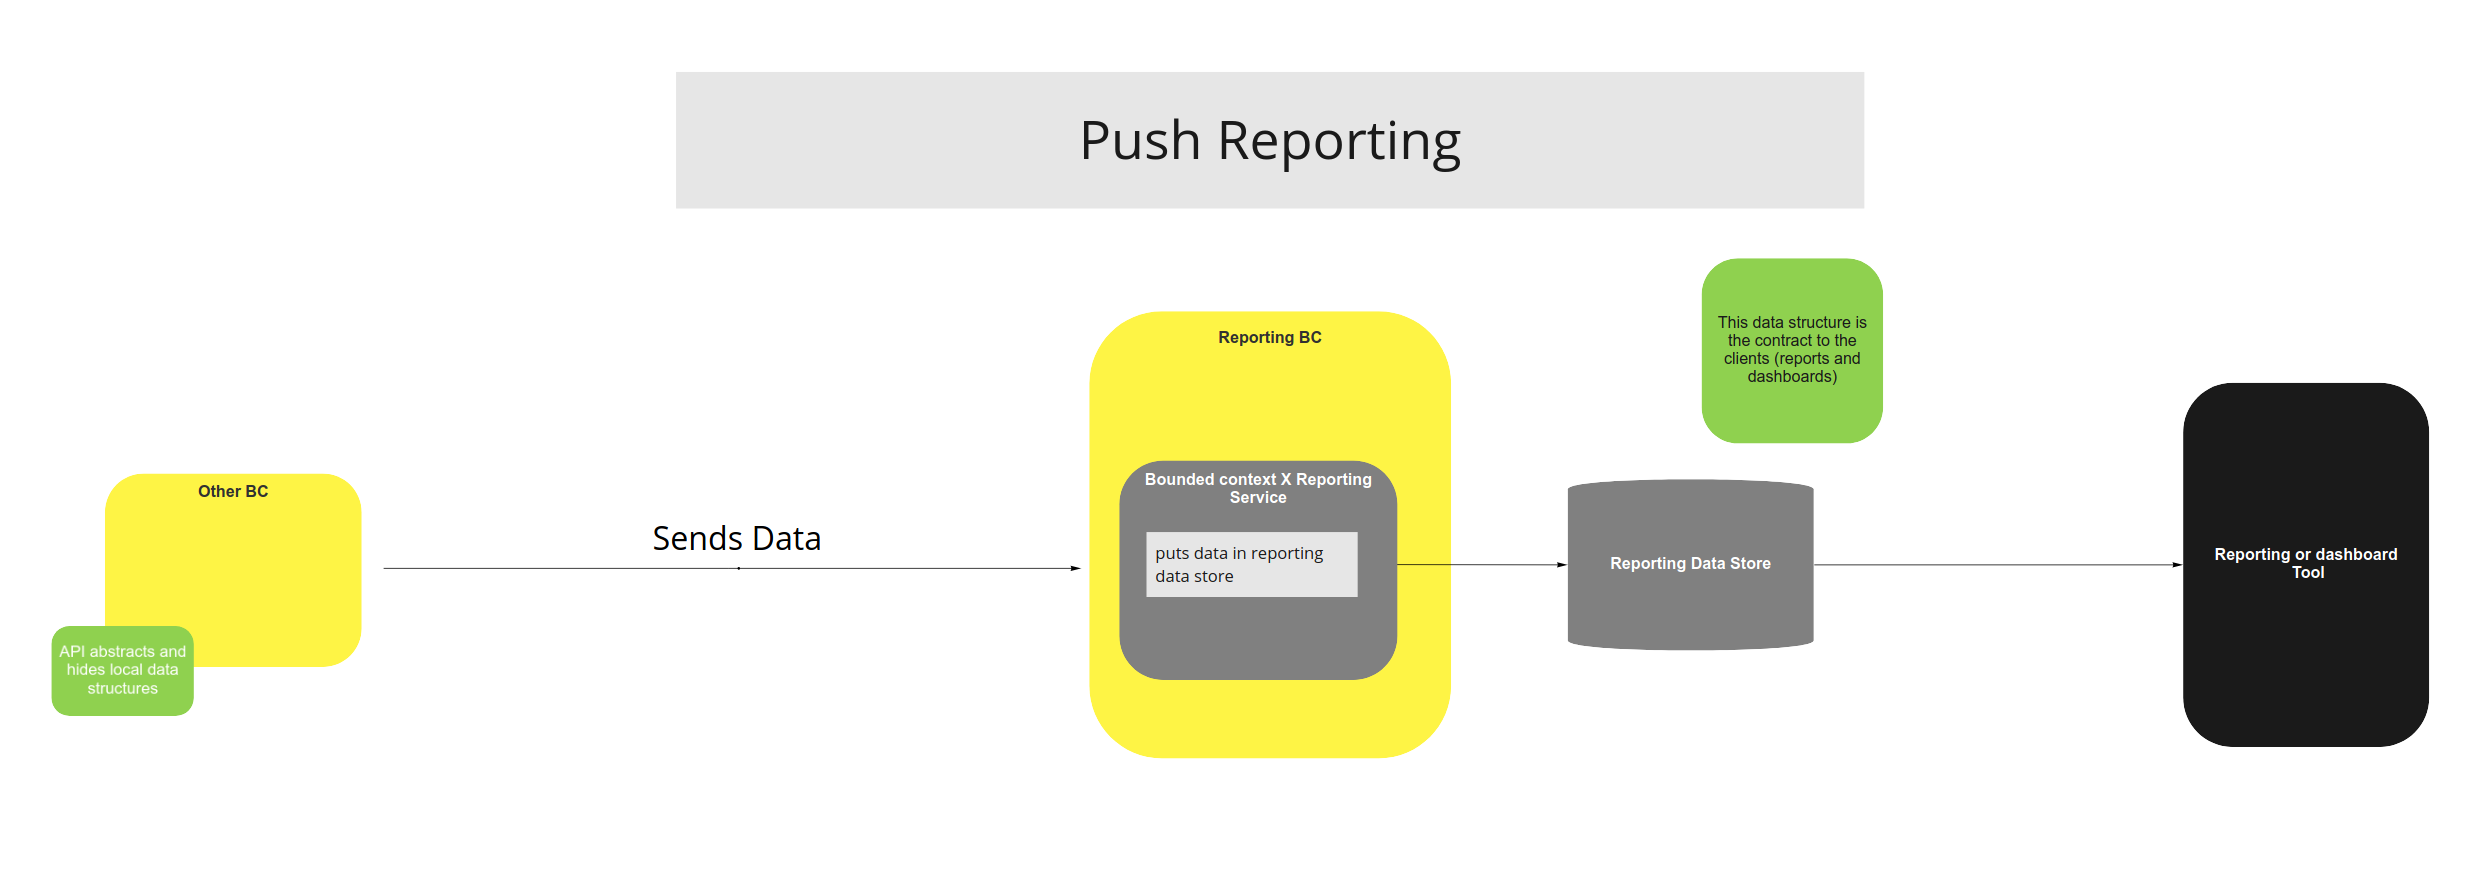 Push Reporting
This data structure is
the contract to the
clients (reports and
dashboards)
Reporting BC
Bounded context X Reporting
Service
puts data in reporting
data store
Other BC
Sends Data
Reporting Data Store
Reporting or dashboard
Tool
API abstracts and
hides local data
structures